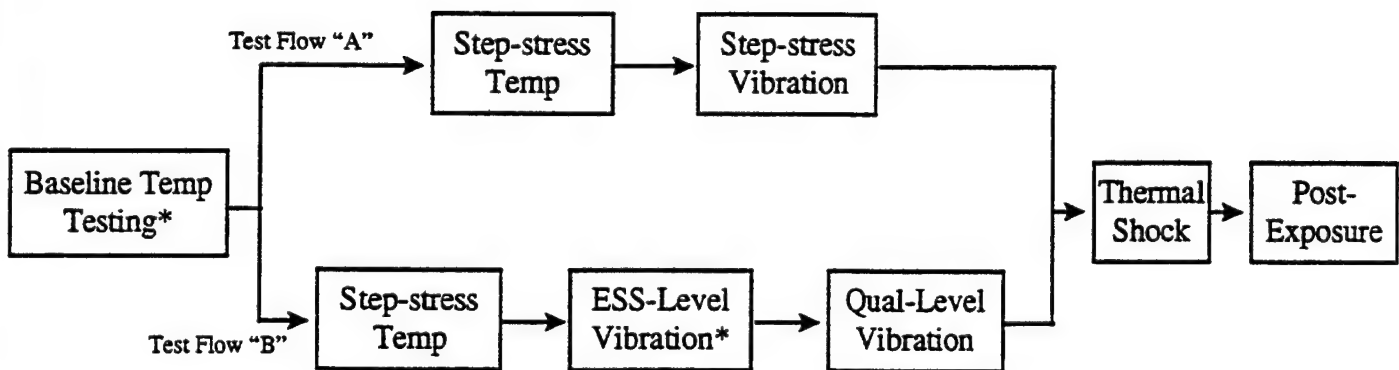 Test Flow “A”
Step-stress
Temp
Step-stress
Vibration
Baseline Temp
Testing*
Thermal
Shock
Post-
Exposure
Step-stress
Temp
ESS-Level
Vibration*
Qual-Level
Vibration
Test Flow “B”